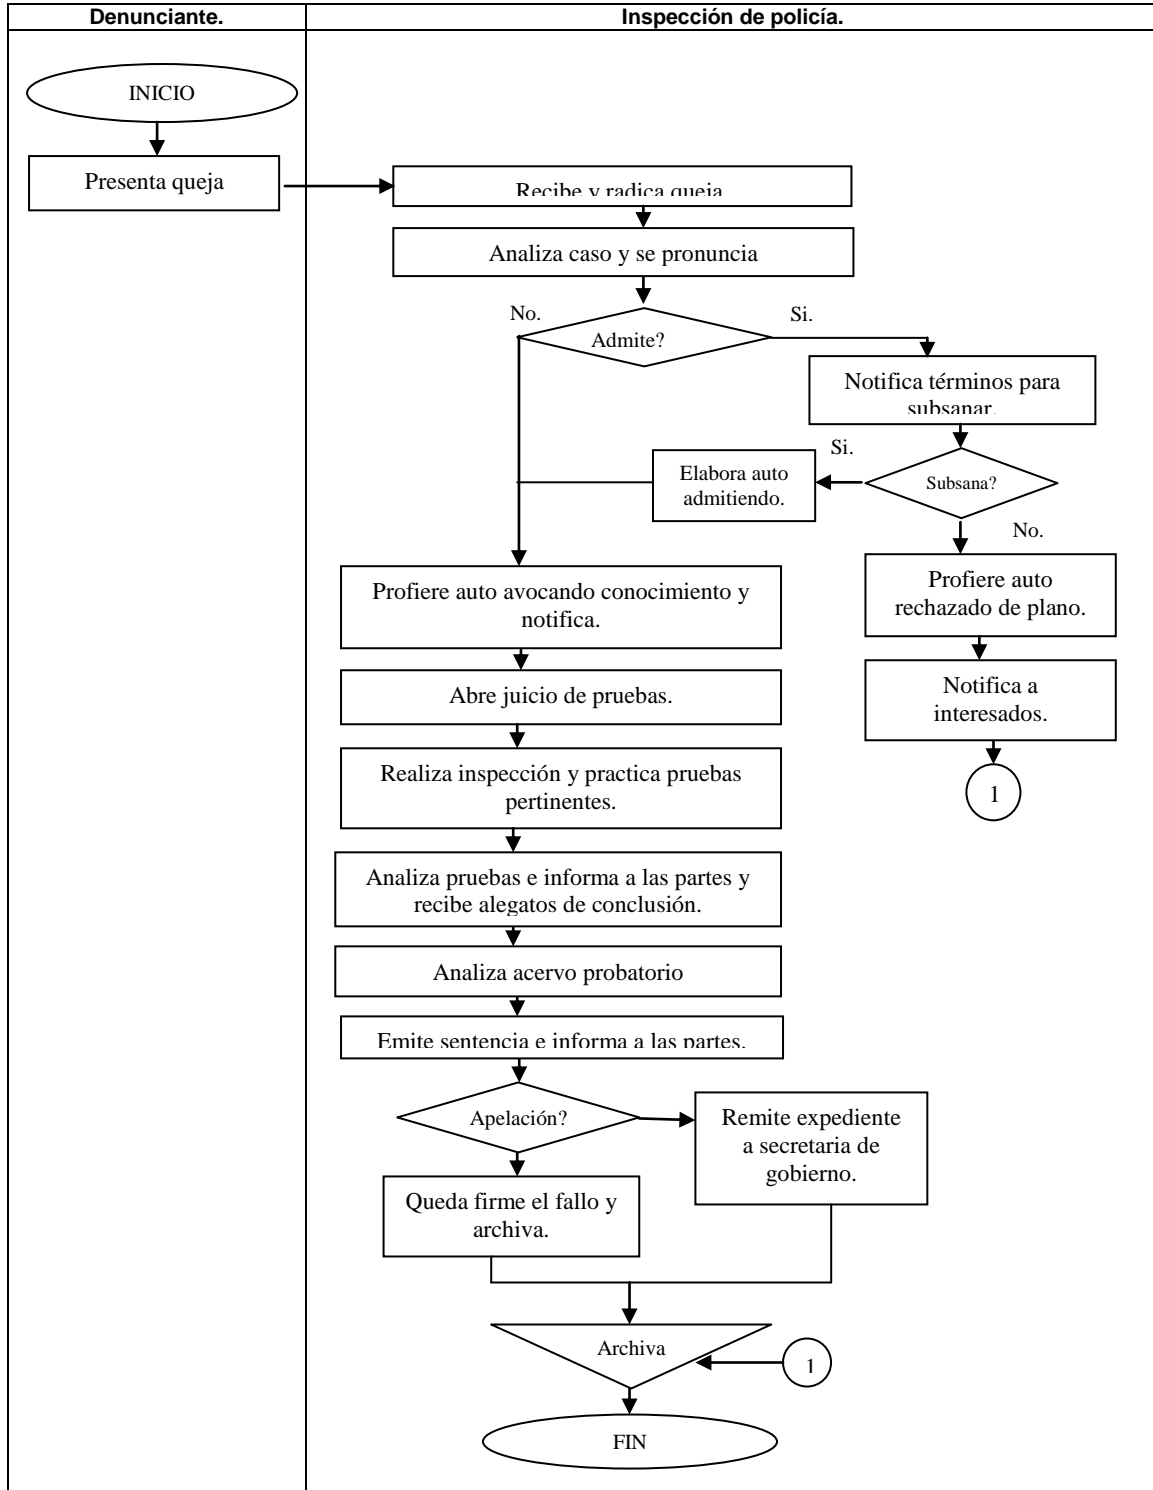 Denunciante.
Inspección de policía.
INICIO
Presenta queja
Recibe y radica queja
Analiza caso y se pronuncia
No.
Si.
Admite?
Notifica términos para
subsanar.
Si.
Elabora auto
admitiendo.
Subsana?
No.
Profiere auto avocando conocimiento y
notifica.
Profiere auto
rechazado de plano.
Abre juicio de pruebas.
Notifica a
interesados.
Realiza inspección y practica pruebas
pertinentes.
1
Analiza pruebas e informa a las partes y
recibe alegatos de conclusión.
Analiza acervo probatorio
Emite sentencia e informa a las partes.
Apelación?
Remite expediente
a secretaria de
gobierno.
Queda firme el fallo y
archiva.
Archiva
1
FIN